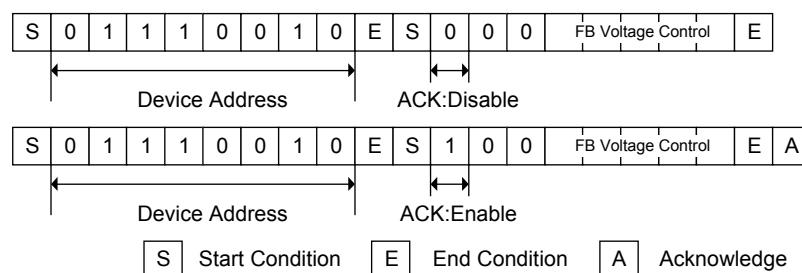 S 0 1 1 1 0 0 1 0 E S 0 0 0 FB Voltage Control E
Device Address ACK:Disable
S 0 1 1 1 0 0 1 0 E S 1 0 0 FB Voltage Control E A
Device Address ACK:Enable
S Start Condition E End Condition A Acknowledge